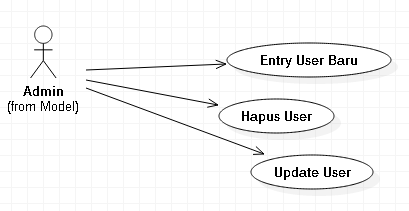 Entry User Baru
Admin
(from Model)
Hapus User
Update User